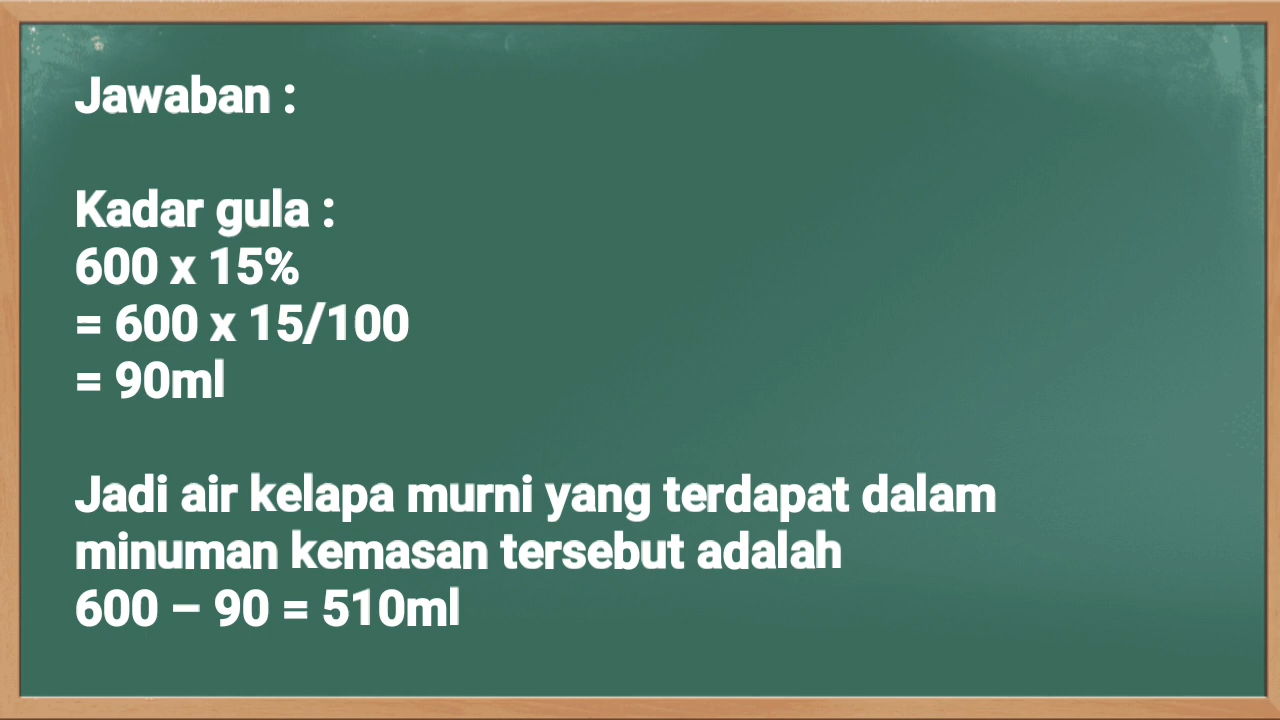 Jawaban :
Kadar gula :
600 x 15%
= 600 x 15/100
= 90ml
Jadi air kelapa murni yang terdapat dalam
minuman kemasan tersebut adalah
600 – 90 = 510ml